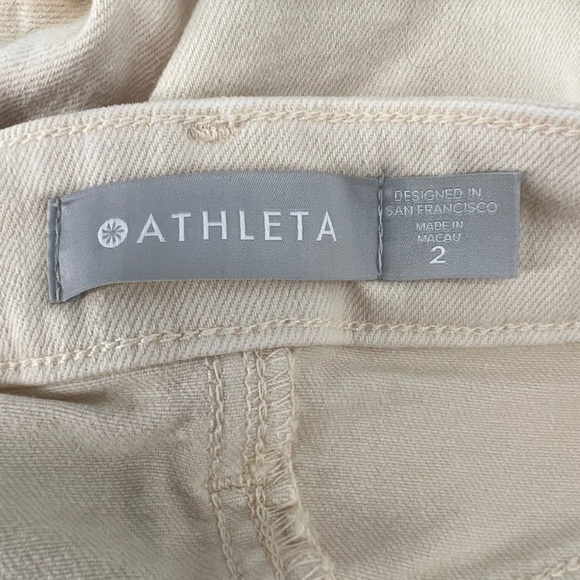 ATHLETA
DESIGNED IN
SAN FRANCISCO
MADE IN
MACAU
2